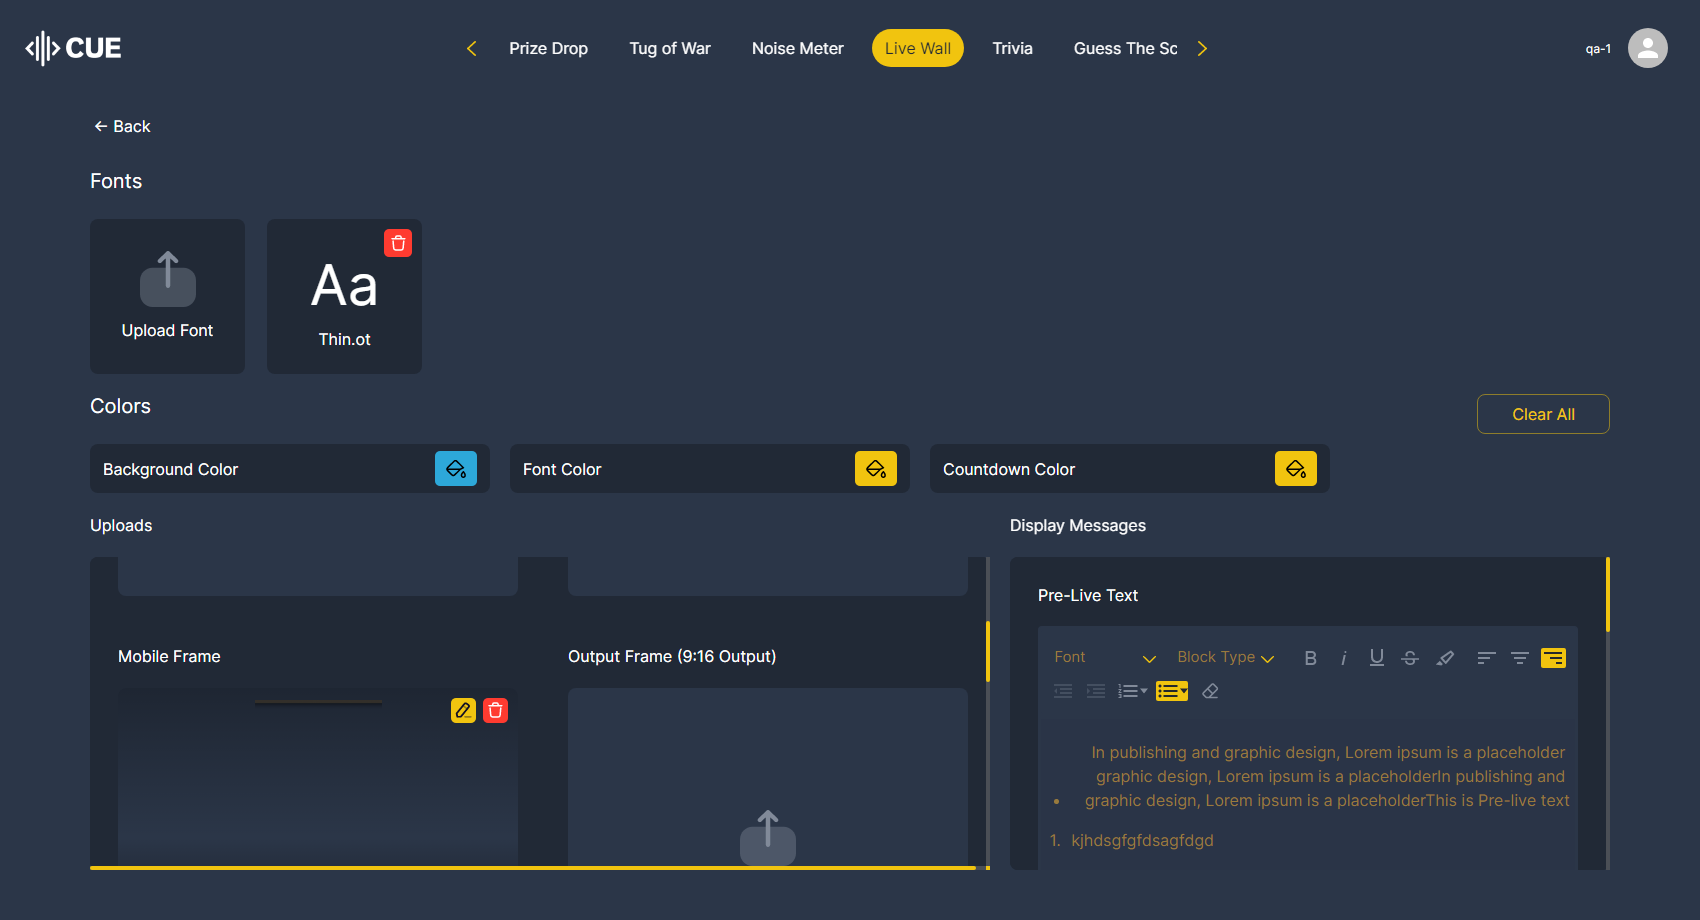 CUE
Prize Drop
Tug of War
Noise Meter
Live Wall
Trivia
Guess The Sc
qa-1
Back
Fonts
Upload Font
Aa
Thin.ot
Colors
Clear All
Background Color
Font Color
Countdown Color
Uploads
Display Messages
Mobile Frame
Output Frame (9:16 Output)
Pre-Live Text
Font
Block Type
B
i
U
S
In publishing and graphic design, Lorem ipsum is a placeholder
graphic design, Lorem ipsum is a placeholderIn publishing and
• graphic design, Lorem ipsum is a placeholderThis is Pre-live text
1. kjhdsgfgfdsagfdgd